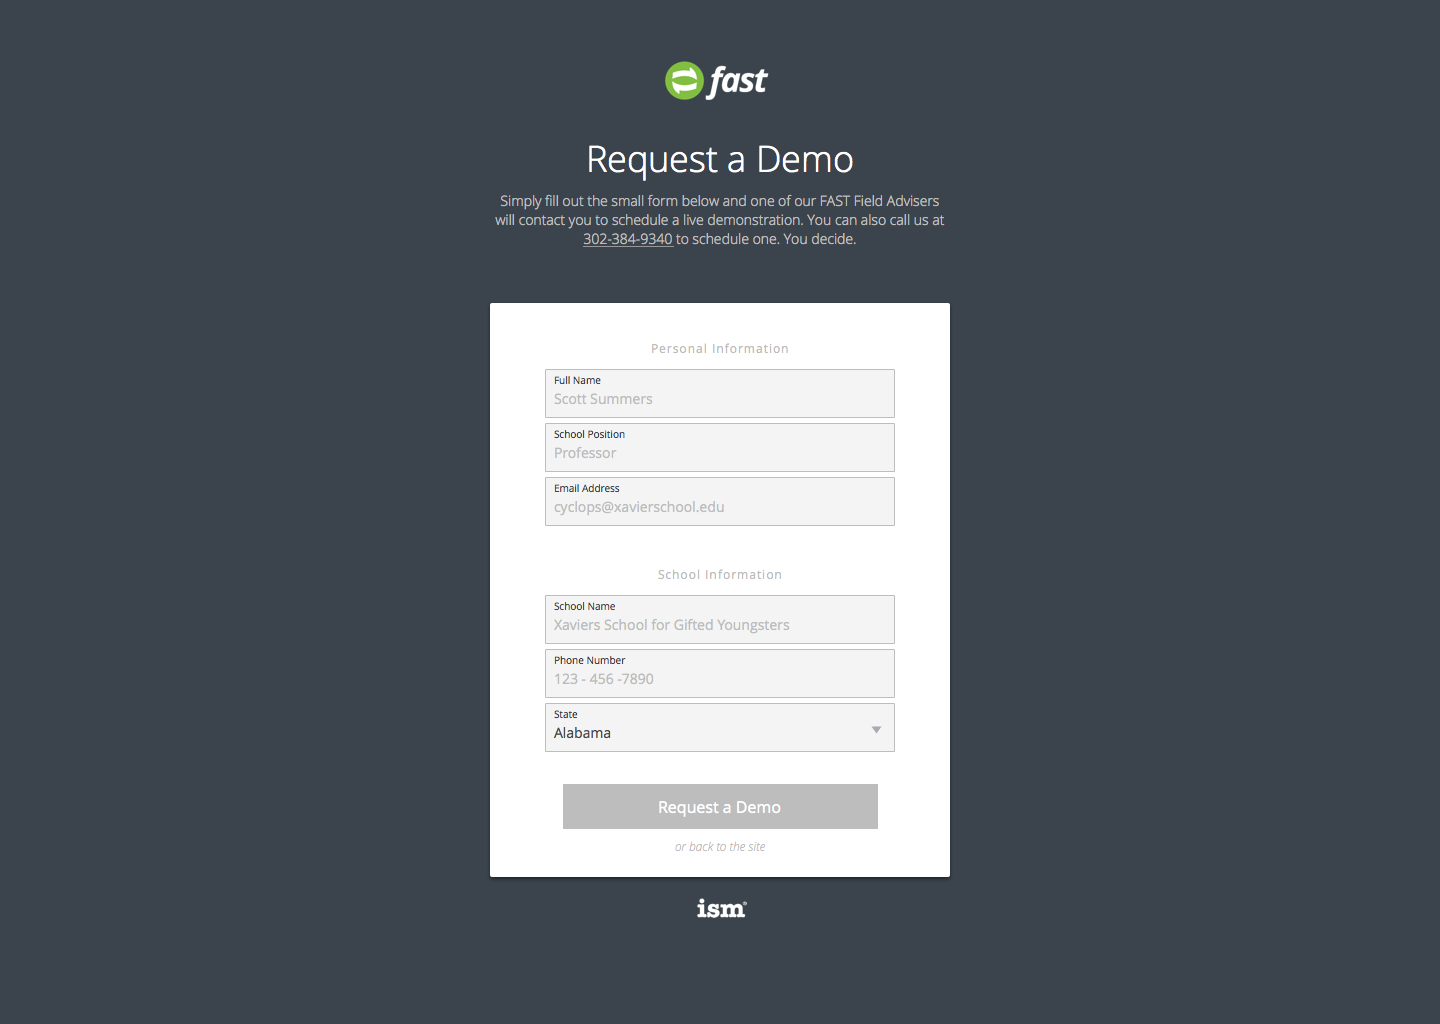 fast
Request a Demo
Simply fill out the small form below and one of our FAST Field Advisers
will contact you to schedule a live demonstration. You can also call us at
302-384-9340 to schedule one. You decide.
Personal Information
Full Name
Scott Summers
School Position
Professor
Email Address
cyclops@xavierschool.edu
School Information
School Name
Xaviers School for Gifted Youngsters
Phone Number
123 - 456 -7890
State
Alabama
Request a Demo
or back to the site
ism®